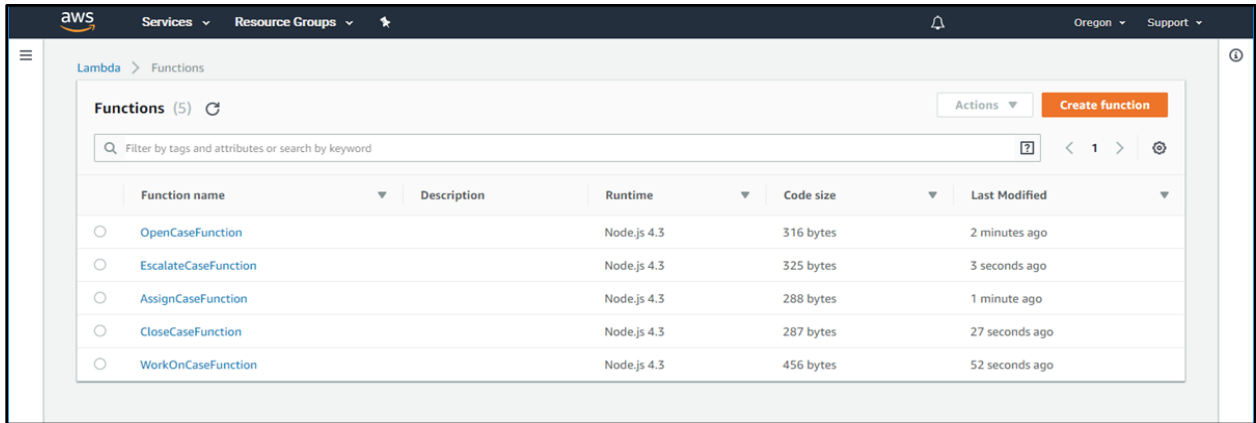 aws Services Resource Groups Oregon Support
Lambda > Functions
Functions (5) Actions Create function
Filter by tags and attributes or search by keyword ? < 1 >
Function name Description Runtime Code size Last Modified
OpenCaseFunction Node.js 4.3 316 bytes 2 minutes ago
EscalateCaseFunction Node.js 4.3 325 bytes 3 seconds ago
AssignCaseFunction Node.js 4.3 288 bytes 1 minute ago
CloseCaseFunction Node.js 4.3 287 bytes 27 seconds ago
WorkOnCaseFunction Node.js 4.3 456 bytes 52 seconds ago